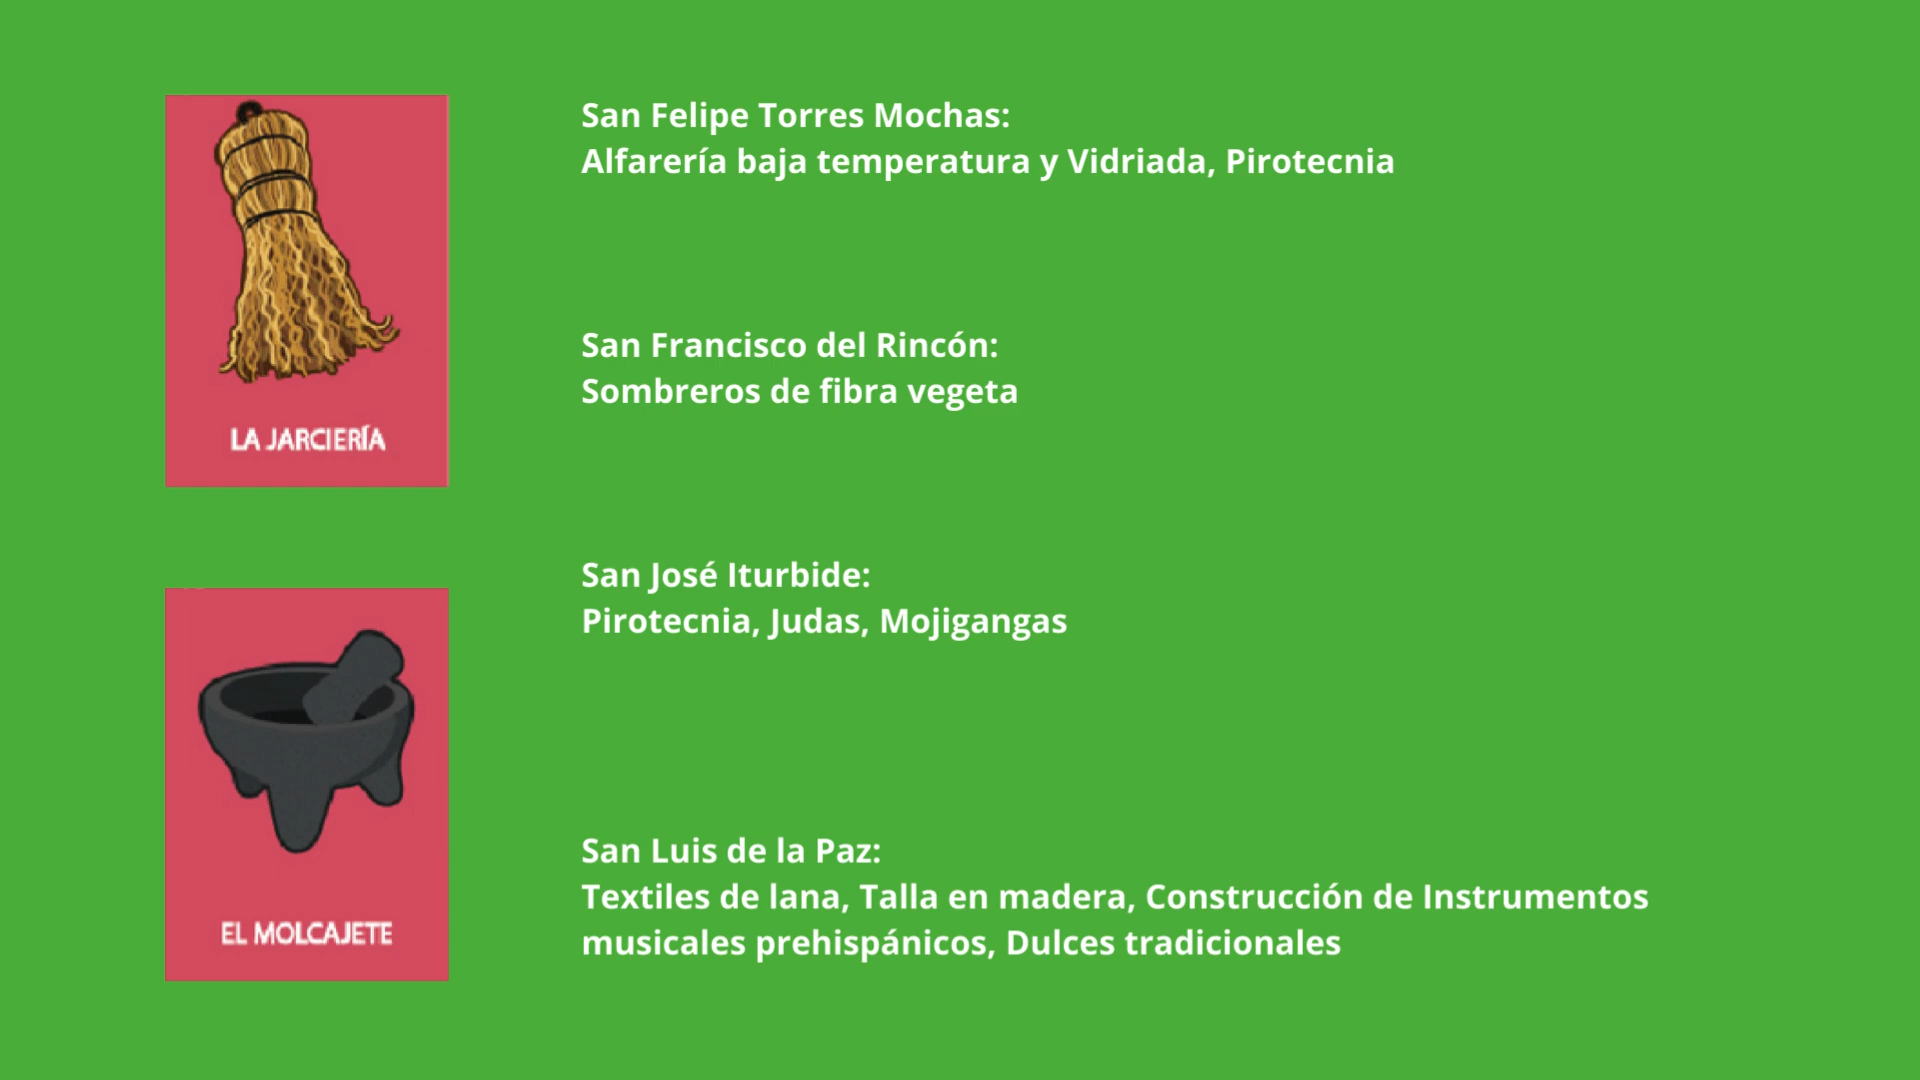 LA JARCIERÍA
EL MOLCAJETE
San Felipe Torres Mochas:
Alfarería baja temperatura y Vidriada, Pirotecnia
San Francisco del Rincón:
Sombreros de fibra vegeta
San José Iturbide:
Pirotecnia, Judas, Mojigangas
San Luis de la Paz:
Textiles de lana, Talla en madera, Construcción de Instrumentos
musicales prehispánicos, Dulces tradicionales